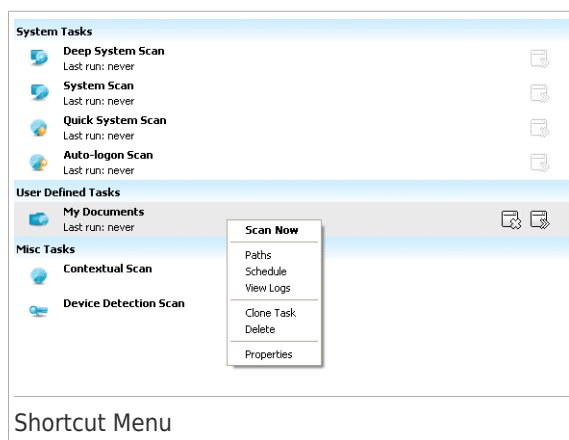 System Tasks
Deep System Scan
Last run: never
System Scan
Last run: never
Quick System Scan
Last run: never
Auto-logon Scan
Last run: never
User Defined Tasks
My Documents
Last run: never
Scan Now
Paths
Schedule
View Logs
Clone Task
Delete
Properties
Misc Tasks
Contextual Scan
Device Detection Scan
Shortcut Menu